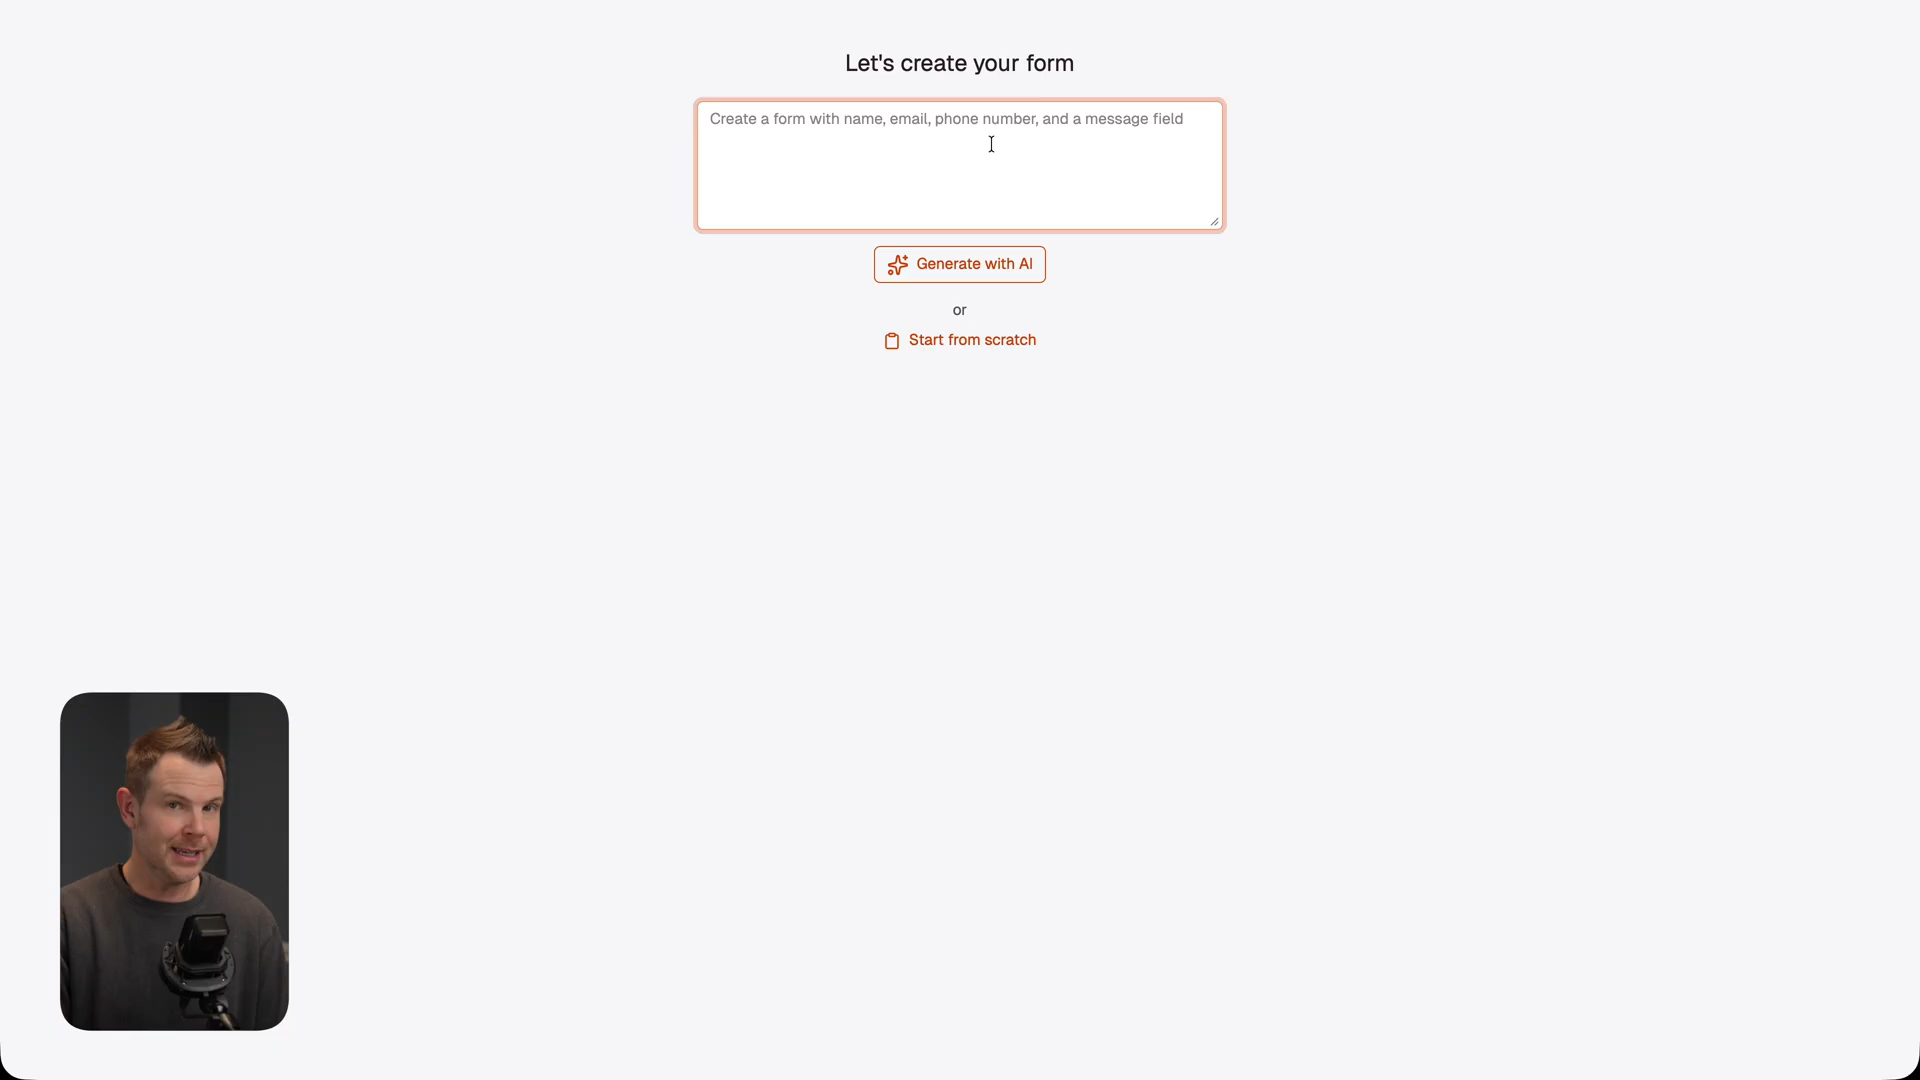 Let's create your form
Create a form with name, email, phone number, and a message field
Generate with AI
or
Start from scratch